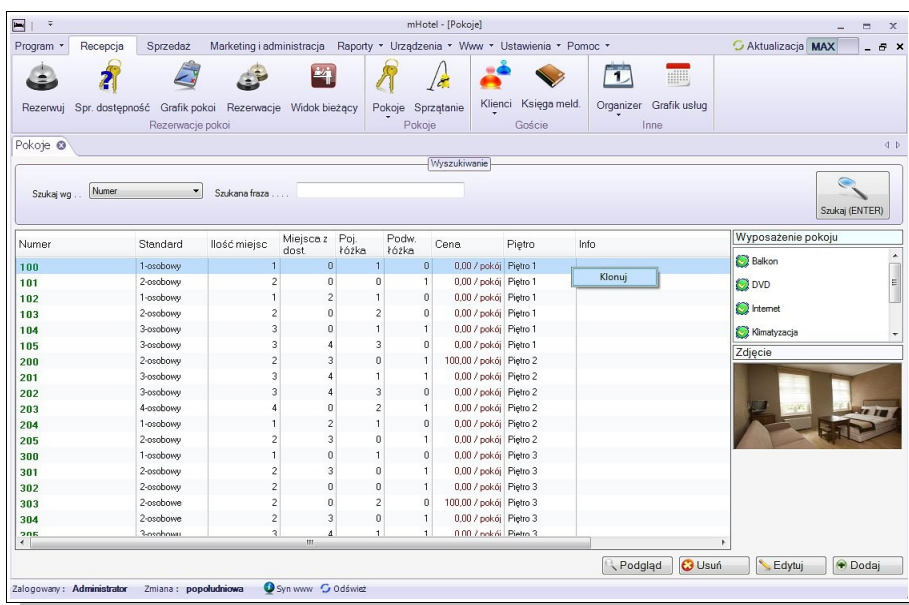 mHotel - [Pokoje]
Program Recepcja Sprzedaż Marketing i administracja Raporty Urządzenia Www Ustawienia Pomoc Aktualizacja MAX
Rezerwuj Spr. dostępność Grafik pokoi Rezerwacje Widok bieżący Pokoje Sprzątanie Klienci Księga meld. Organizer Grafik usług
Rezerwacje pokoi Pokoje Goście Inne
Pokoje
Wyszukiwanie
Szukaj wg . . Numer Szukana fraza . . . .
Szukaj (ENTER)
Numer Standard Ilość miejsc Miejsca z dost. Poj. łóżka Podw. łóżka Cena Piętro Info
100 1-osobowy 1 0 1 0 0,00 / pokój Piętro 1
101 2-osobowy 2 0 0 1 0,00 / pokój Piętro 1
102 1-osobowy 1 2 1 0 0,00 / pokój Piętro 1
103 2-osobowy 2 0 2 0 0,00 / pokój Piętro 1
104 3-osobowy 3 0 1 1 0,00 / pokój Piętro 1
105 3-osobowy 3 4 3 0 0,00 / pokój Piętro 1
200 2-osobowy 2 3 0 1 100,00 / pokój Piętro 2
201 3-osobowy 3 4 1 1 0,00 / pokój Piętro 2
202 3-osobowy 3 4 3 0 0,00 / pokój Piętro 2
203 4-osobowy 4 0 2 1 0,00 / pokój Piętro 2
204 1-osobowy 1 2 1 0 0,00 / pokój Piętro 2
205 2-osobowy 2 3 0 1 0,00 / pokój Piętro 2
300 1-osobowy 1 0 1 0 0,00 / pokój Piętro 3
301 2-osobowy 2 3 0 1 0,00 / pokój Piętro 3
302 2-osobowy 2 0 0 1 0,00 / pokój Piętro 3
303 2-osobowe 2 0 2 0 100,00 / pokój Piętro 3
304 2-osobowe 2 3 0 1 0,00 / pokój Piętro 3
3-osobowy 3 4 1 1 0,00 / pokój Piętro 3
Klonuj
Wyposażenie pokoju
Balkon
DVD
Internet
Klimatyzacja
Zdjęcie
Podgląd Usuń Edytuj Dodaj
Zalogowany : Administrator Zmiana : popołudniowa Syn www Odśwież